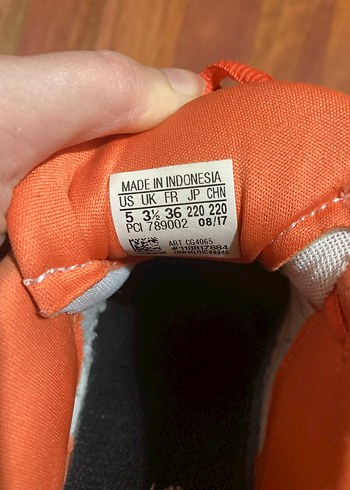 MADE IN INDONESIA
US UK FR JP CHN
5 3½ 36 220 220
PCI 789002 08/17
ART.CG4065